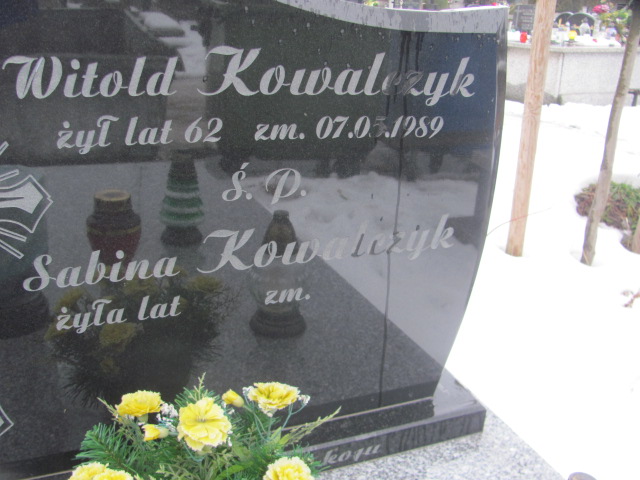 Witold Kowalczyk
żył lat 62 zm. 07.05.1989
Ś. P.
Sabina Kowalczyk
żyła lat zm.